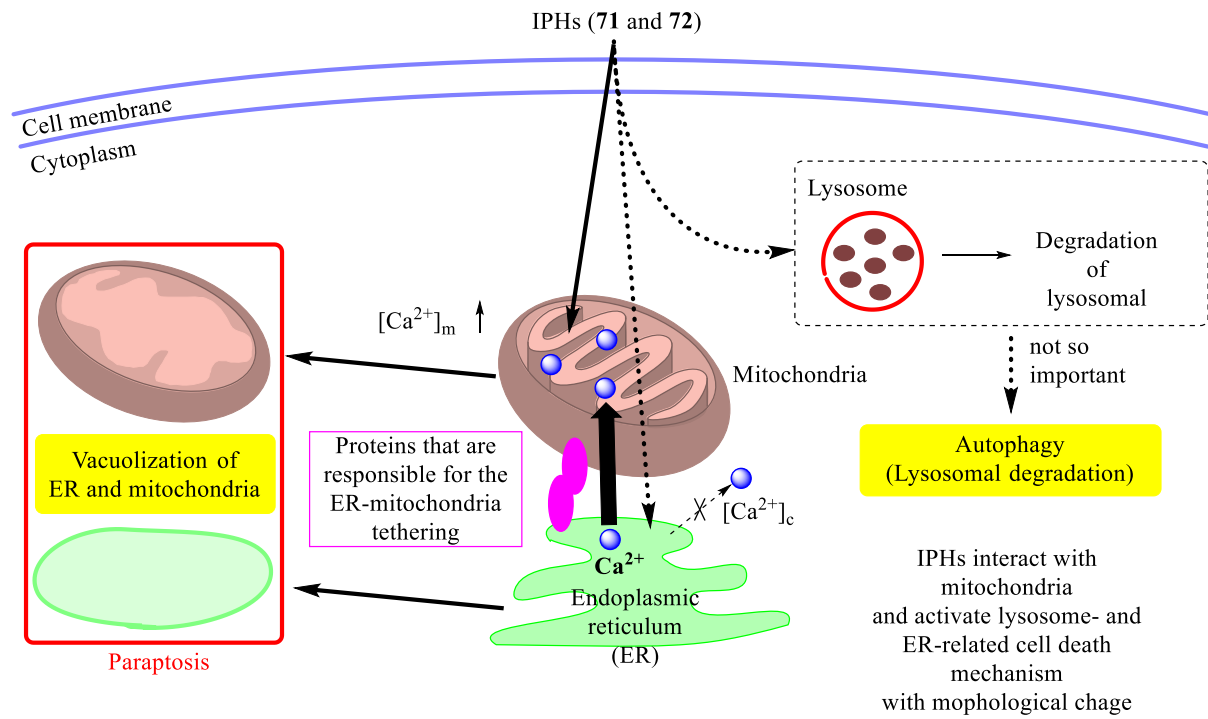 IPHs (71 and 72)
Cell membrane
Cytoplasm
Lysosome
Degradation
of
lysosomal
[Ca²⁺]m
Mitochondria
not so
important
Proteins that are
responsible for the
ER-mitochondria
tethering
Vacuolization of
ER and mitochondria
Autophagy
(Lysosomal degradation)
[Ca²⁺]c
Ca²⁺
Endoplasmic
reticulum
(ER)
Paraptosis
IPHs interact with
mitochondria
and activate lysosome- and
ER-related cell death
mechanism
with mophological chage